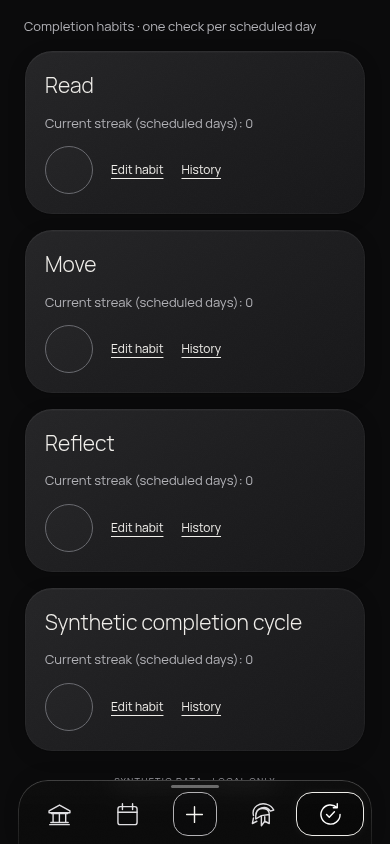 Completion habits · one check per scheduled day
Read
Current streak (scheduled days): 0
Edit habit History
Move
Current streak (scheduled days): 0
Edit habit History
Reflect
Current streak (scheduled days): 0
Edit habit History
Synthetic completion cycle
Current streak (scheduled days): 0
Edit habit History